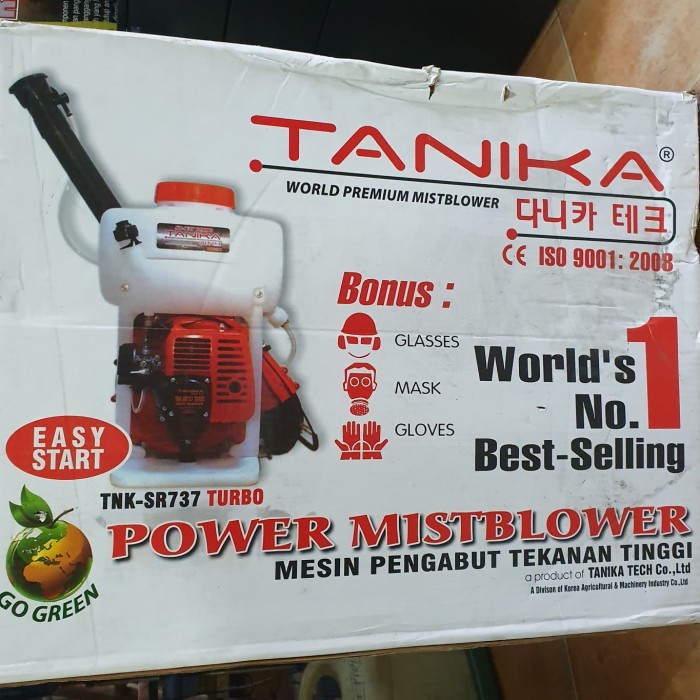 TANIKA®
WORLD PREMIUM MISTBLOWER
다니카 테크
CE ISO 9001: 2008
TANIKA
Bonus :
GLASSES
MASK
GLOVES
World's
No. 1
Best-Selling
EASY
START
TNK-SR737 TURBO
POWER MISTBLOWER
MESIN PENGABUT TEKANAN TINGGI
a product of TANIKA TECH Co.,Ltd
A Divison of Korea Agricultural & Machinery Industry Co.,Ltd
GO GREEN